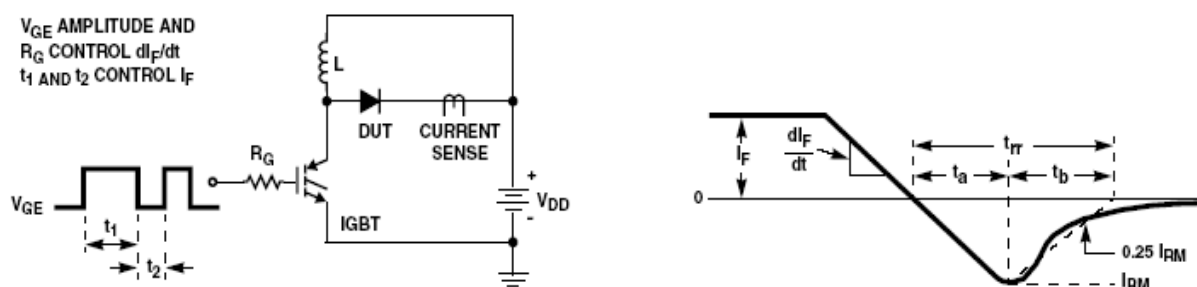 VGE AMPLITUDE AND
RG CONTROL dIF/dt
t1 AND t2 CONTROL IF
L
DUT
CURRENT
SENSE
RG
VGE
IGBT
+
VDD
-
t1
t2
IF
dIF
dt
trr
ta
tb
0
0.25 IRM
IRM